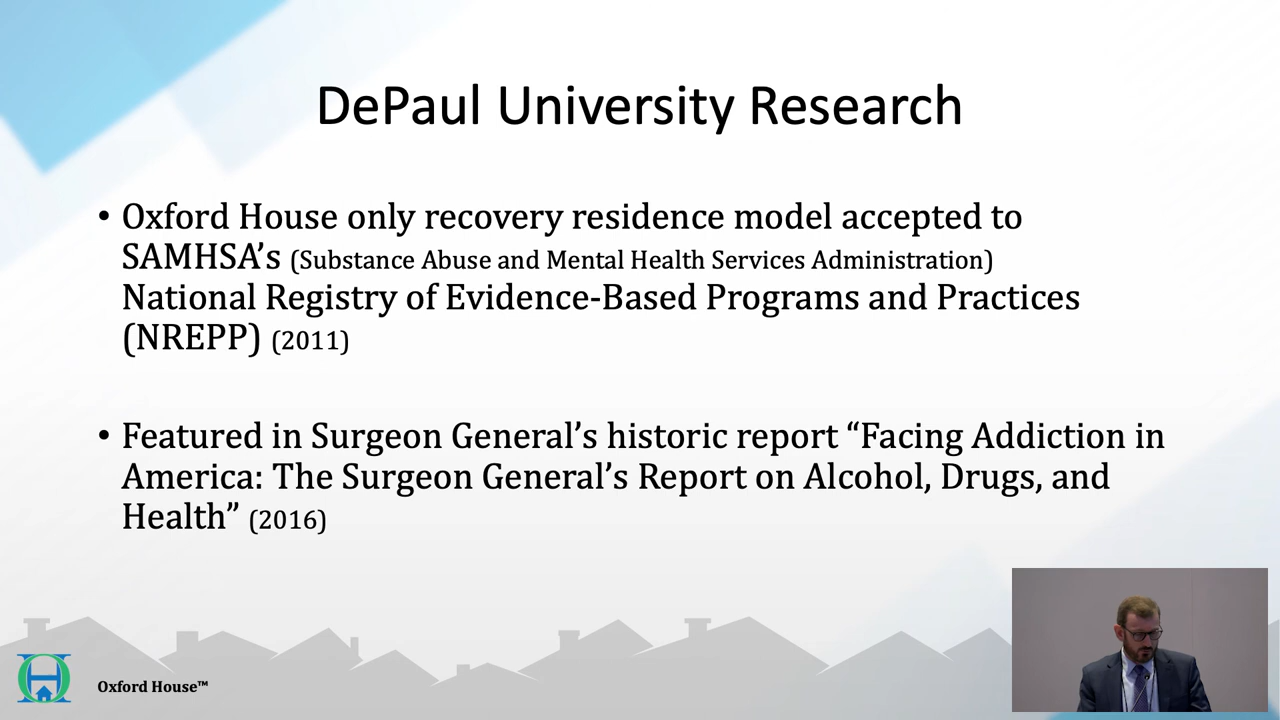 DePaul University Research
• Oxford House only recovery residence model accepted to
SAMHSA’s (Substance Abuse and Mental Health Services Administration)
National Registry of Evidence-Based Programs and Practices
(NREPP) (2011)
• Featured in Surgeon General’s historic report “Facing Addiction in
America: The Surgeon General’s Report on Alcohol, Drugs, and
Health” (2016)
Oxford House™